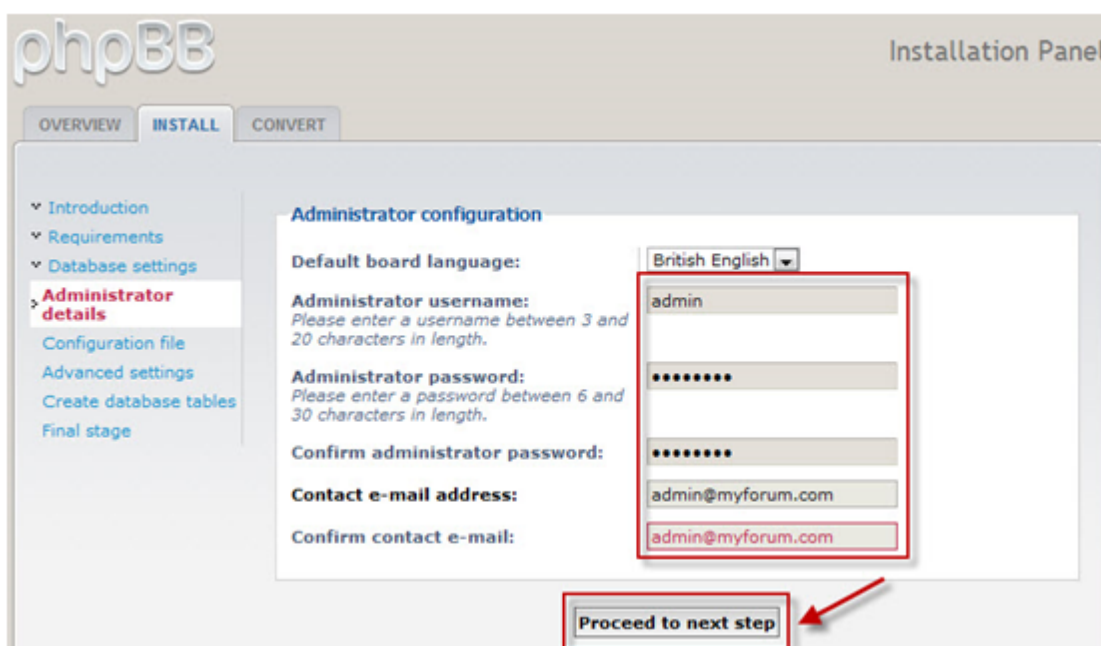 phpBB
Installation Panel
OVERVIEW INSTALL CONVERT
Introduction
Requirements
Database settings
Administrator
details
Configuration file
Advanced settings
Create database tables
Final stage
Administrator configuration
Default board language: British English
Administrator username: admin
Please enter a username between 3 and
20 characters in length.
Administrator password: ••••••••
Please enter a password between 6 and
30 characters in length.
Confirm administrator password: ••••••••
Contact e-mail address: admin@myforum.com
Confirm contact e-mail: admin@myforum.com
Proceed to next step